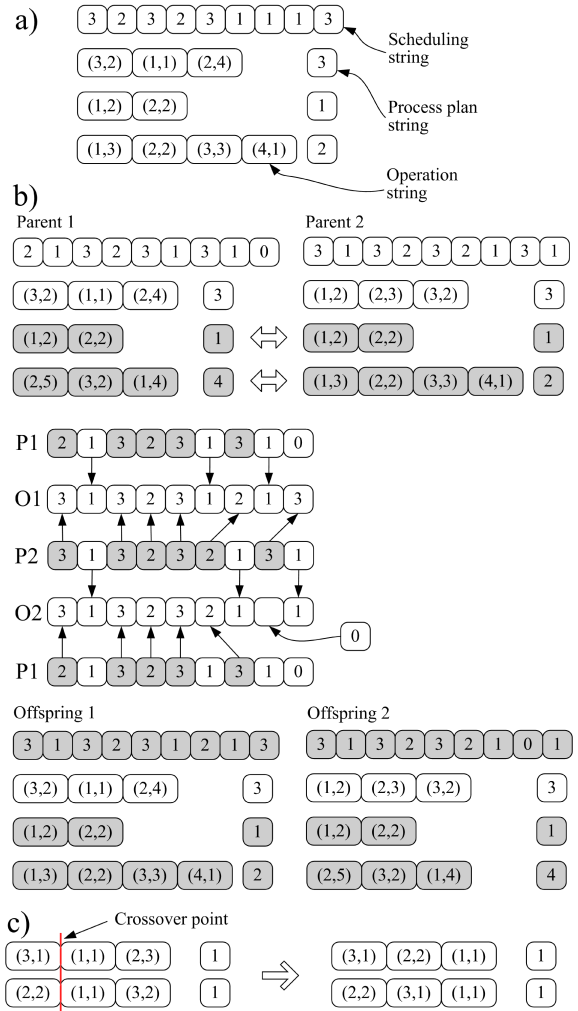 a)
3 2 3 2 3 1 1 1 3
Scheduling string
(3,2) (1,1) (2,4) 3
Process plan string
(1,2) (2,2) 1
(1,3) (2,2) (3,3) (4,1) 2
Operation string
b)
Parent 1 Parent 2
2 1 3 2 3 1 3 1 0 3 1 3 2 3 2 1 3 1
(3,2) (1,1) (2,4) 3 (1,2) (2,3) (3,2) 3
(1,2) (2,2) 1 (1,2) (2,2) 1
(2,5) (3,2) (1,4) 4 (1,3) (2,2) (3,3) (4,1) 2
P1 2 1 3 2 3 1 3 1 0
O1 3 1 3 2 3 1 2 1 3
P2 3 1 3 2 3 2 1 3 1
O2 3 1 3 2 3 2 1 1
0
P1 2 1 3 2 3 1 3 1 0
Offspring 1 Offspring 2
3 1 3 2 3 1 2 1 3 3 1 3 2 3 2 1 0 1
(3,2) (1,1) (2,4) 3 (1,2) (2,3) (3,2) 3
(1,2) (2,2) 1 (1,2) (2,2) 1
(1,3) (2,2) (3,3) (4,1) 2 (2,5) (3,2) (1,4) 4
c)
Crossover point
(3,1) (1,1) (2,3) 1 (3,1) (2,2) (1,1) 1
(2,2) (1,1) (3,2) 1 (2,2) (3,1) (1,1) 1